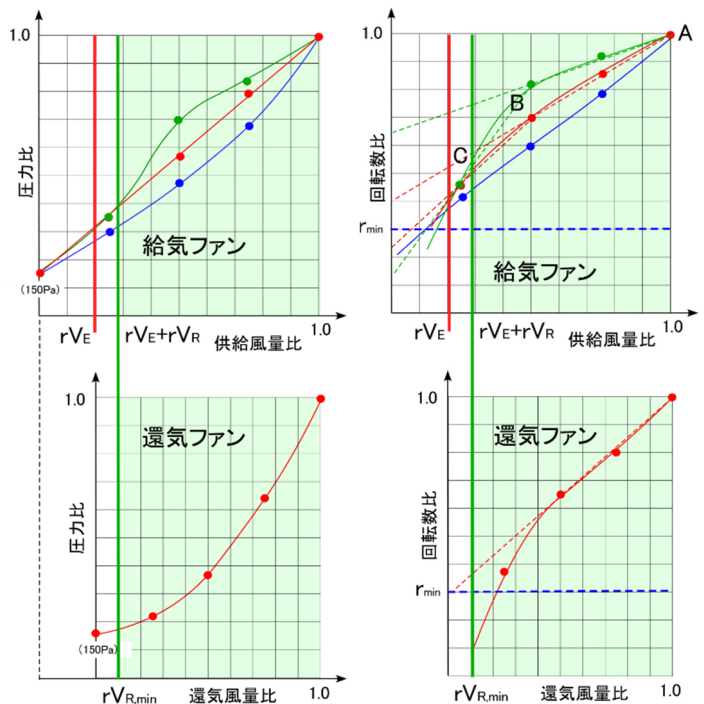 1.0
圧力比
給気ファン
(150Pa)
rVE
rVE+rVR
供給風量比
1.0
1.0
A
B
C
回転数比
rmin
給気ファン
rVE
rVE+rVR
供給風量比
1.0
1.0
還気ファン
圧力比
(150Pa)
rVR,min
還気風量比
1.0
1.0
還気ファン
回転数比
rmin
rVR,min
還気風量比
1.0